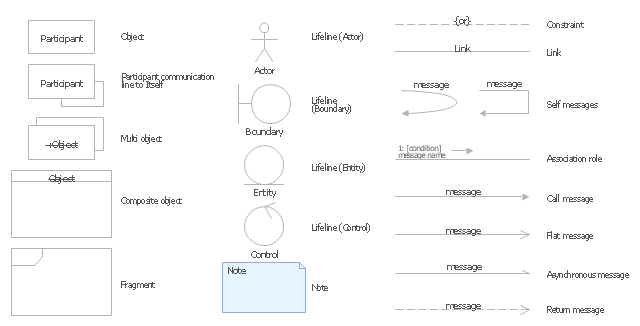 Participant
Object
Participant
Participant communication
line to Itself
Object
Multi object
Object
Composite object
Fragment
Actor
Lifeline (Actor)
Boundary
Lifeline
(Boundary)
Entity
Lifeline (Entity)
Control
Lifeline (Control)
Note
Note
{or}
Constraint
Link
Link
message
message
Self messages
1: [condition]
message name
Association role
message
Call message
message
Flat message
message
Asynchronous message
message
Return message